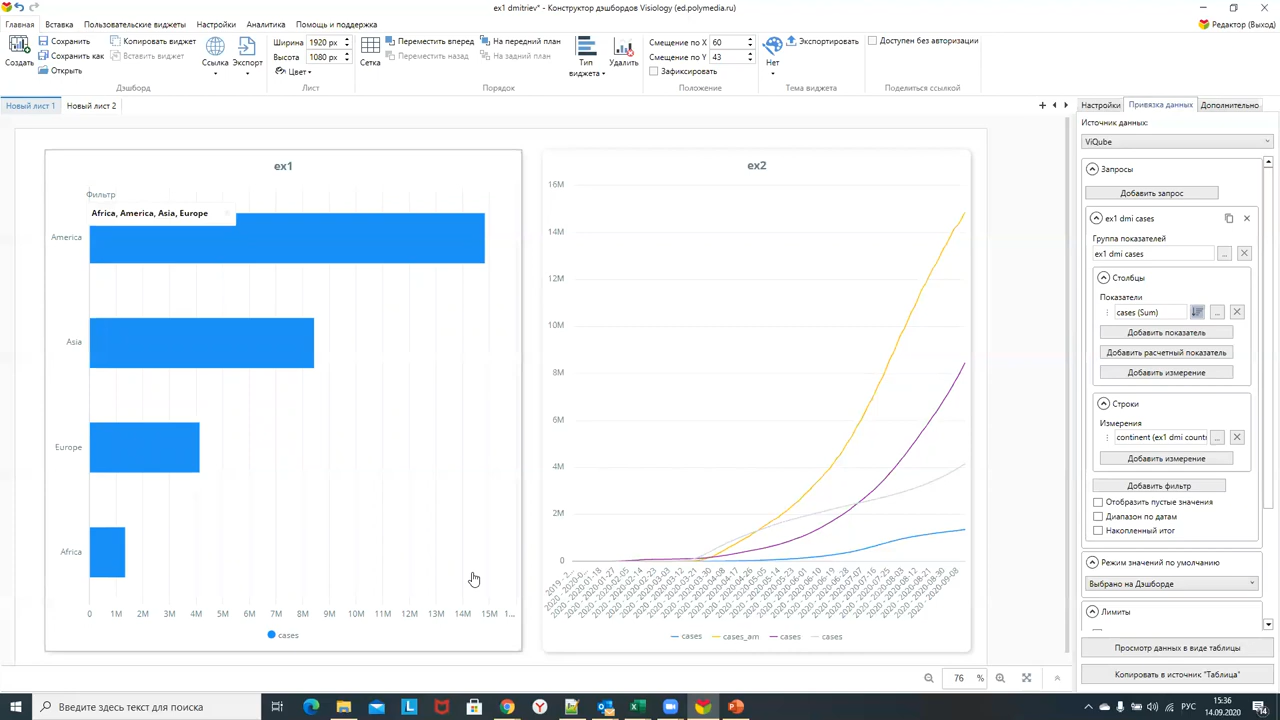 ex1 dmitriev* - Конструктор дэшбордов Visiology (ed.polymedia.ru)
Главная Вставка Пользовательские виджеты Настройки Аналитика Помощь и поддержка Редактор (Выход)
Создать
Сохранить
Сохранить как
Открыть
Копировать виджет
Вставить виджет
Ссылка
Экспорт
Дэшборд
Ширина 1920 px
Высота 1080 px
Цвет
Лист
Сетка
Переместить вперед
Переместить назад
На передний план
На задний план
Порядок
Тип виджета
Удалить
Смещение по X 60
Смещение по Y 43
Зафиксировать
Положение
Нет
Экспортировать
Тема виджета
Доступен без авторизации
Поделиться ссылкой
Новый лист 1 Новый лист 2
ex1
Фильтр
Africa, America, Asia, Europe
America
Asia
Europe
Africa
0 1M 2M 3M 4M 5M 6M 7M 8M 9M 10M 11M 12M 13M 14M 15M 1...
cases
ex2
16M
14M
12M
10M
8M
6M
4M
2M
0
cases cases_am cases cases
76 %
Настройки Привязка данных Дополнительно
Источник данных:
ViQube
Запросы
Добавить запрос
ex1 dmi cases
Группа показателей
ex1 dmi cases ...
Столбцы
Показатели
cases (Sum) ...
Добавить показатель
Добавить расчетный показатель
Добавить измерение
Строки
Измерения
continent (ex1 dmi count ...
Добавить измерение
Добавить фильтр
Отобразить пустые значения
Диапазон по датам
Накопленный итог
Режим значений по умолчанию
Выбрано на Дэшборде
Лимиты
Просмотр данных в виде таблицы
Копировать в источник "Таблица"
Введите здесь текст для поиска
РУС
15:36
14.09.2020